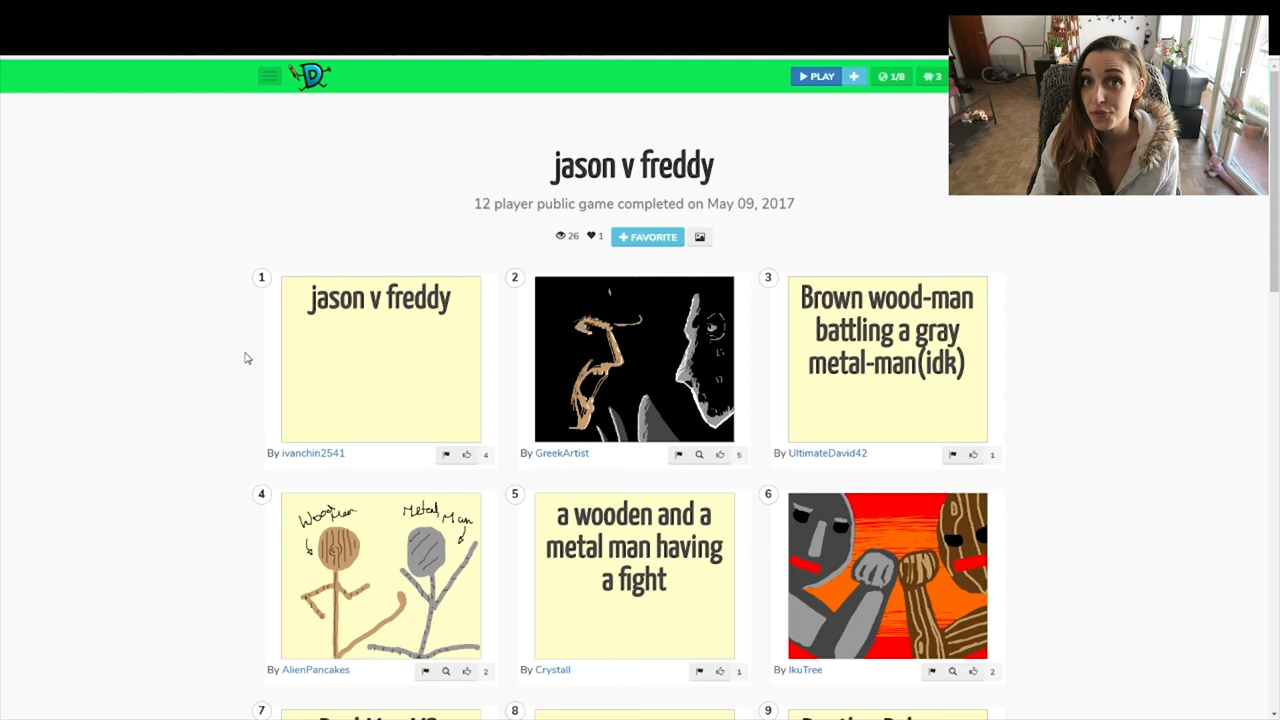 D
PLAY
1/8
3
jason v freddy
12 player public game completed on May 09, 2017
26
1
FAVORITE
1
jason v freddy
By ivanchin2541
4
2
By GreekArtist
5
3
Brown wood-man
battling a gray
metal-man(idk)
By UltimateDavid42
1
4
Wood Man
Metal Man
By AlienPancakes
2
5
a wooden and a
metal man having
a fight
By Crystall
1
6
By IkuTree
2
7
8
9